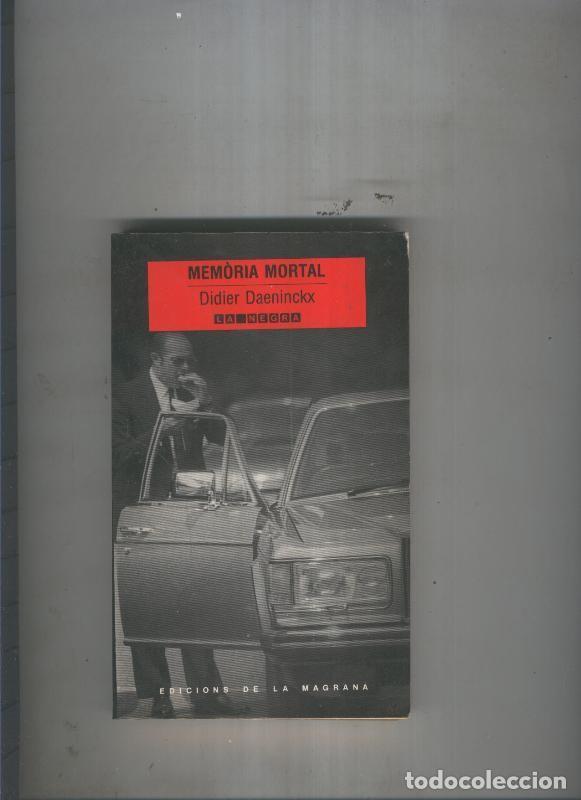 MEMÒRIA MORTAL
Didier Daeninckx
LA NEGRA
EDICIONS DE LA MAGRANA
todocoleccion